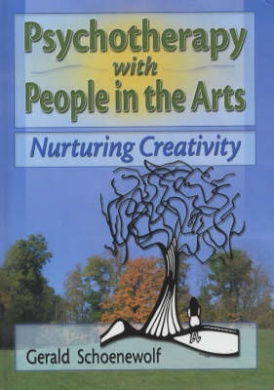 Psychotherapy
with
People in the Arts
Nurturing Creativity
Gerald Schoenewolf